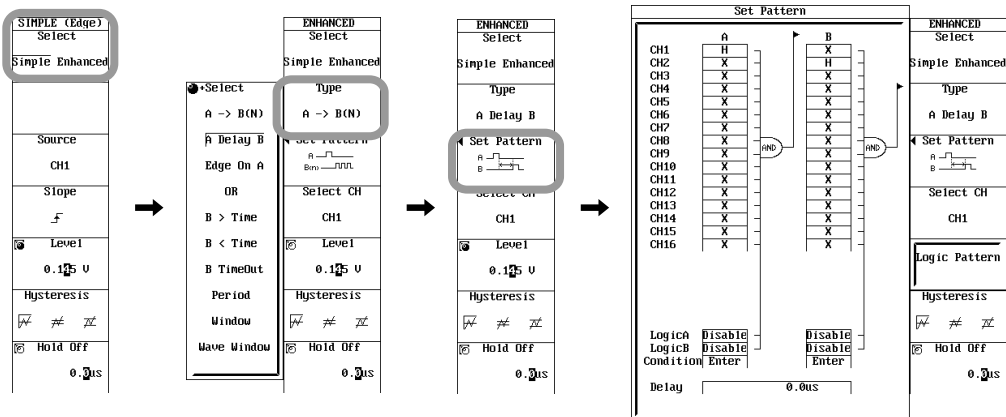 SIMPLE (Edge)
Select
Simple Enhanced
Source
CH1
Slope
Level
0.145 V
Hysteresis
Hold Off
0.0us
+Select
A -> B(N)
A Delay B
Edge On A
OR
B > Time
B < Time
B TimeOut
Period
Window
Wave Window
ENHANCED
Select
Simple Enhanced
Type
A -> B(N)
Set Pattern
A
B(n)
Select CH
CH1
Level
0.145 V
Hysteresis
Hold Off
0.0us
ENHANCED
Select
Simple Enhanced
Type
A Delay B
Set Pattern
A
B
Select CH
CH1
Level
0.145 V
Hysteresis
Hold Off
0.0us
Set Pattern
A B
CH1 H X
CH2 X H
CH3 X X
CH4 X X
CH5 X X
CH6 X X
CH7 X X
CH8 X X
CH9 X X
CH10 X X
CH11 X X
CH12 X X
CH13 X X
CH14 X X
CH15 X X
CH16 X X
AND AND
LogicA Disable Disable
LogicB Disable Disable
Condition Enter Enter
Delay 0.0us
ENHANCED
Select
Simple Enhanced
Type
A Delay B
Set Pattern
A
B
Select CH
CH1
Logic Pattern
Hysteresis
Hold Off
0.0us